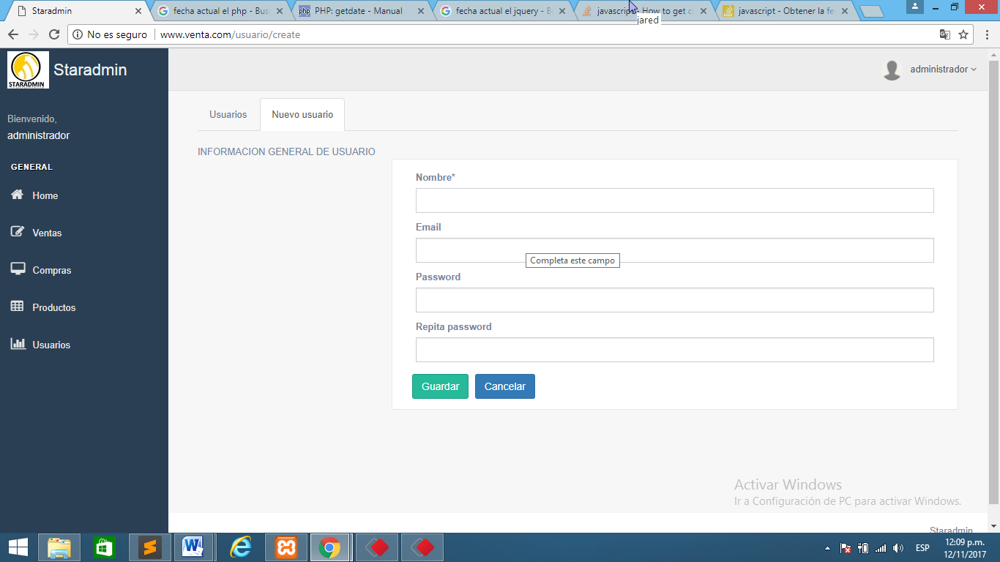 Staradmin
fecha actual el php - Bus
PHP: getdate - Manual
fecha actual el jquery - B
javascript - How to get c
javascript - Obtener la fe
jared
No es seguro
www.venta.com/usuario/create
STARADMIN
Staradmin
administrador
Bienvenido,
administrador
GENERAL
Home
Ventas
Compras
Productos
Usuarios
Usuarios
Nuevo usuario
INFORMACION GENERAL DE USUARIO
Nombre*
Email
Completa este campo
Password
Repita password
Guardar
Cancelar
Activar Windows
Ir a Configuración de PC para activar Windows.
Staradmin
ESP
12:09 p.m.
12/11/2017